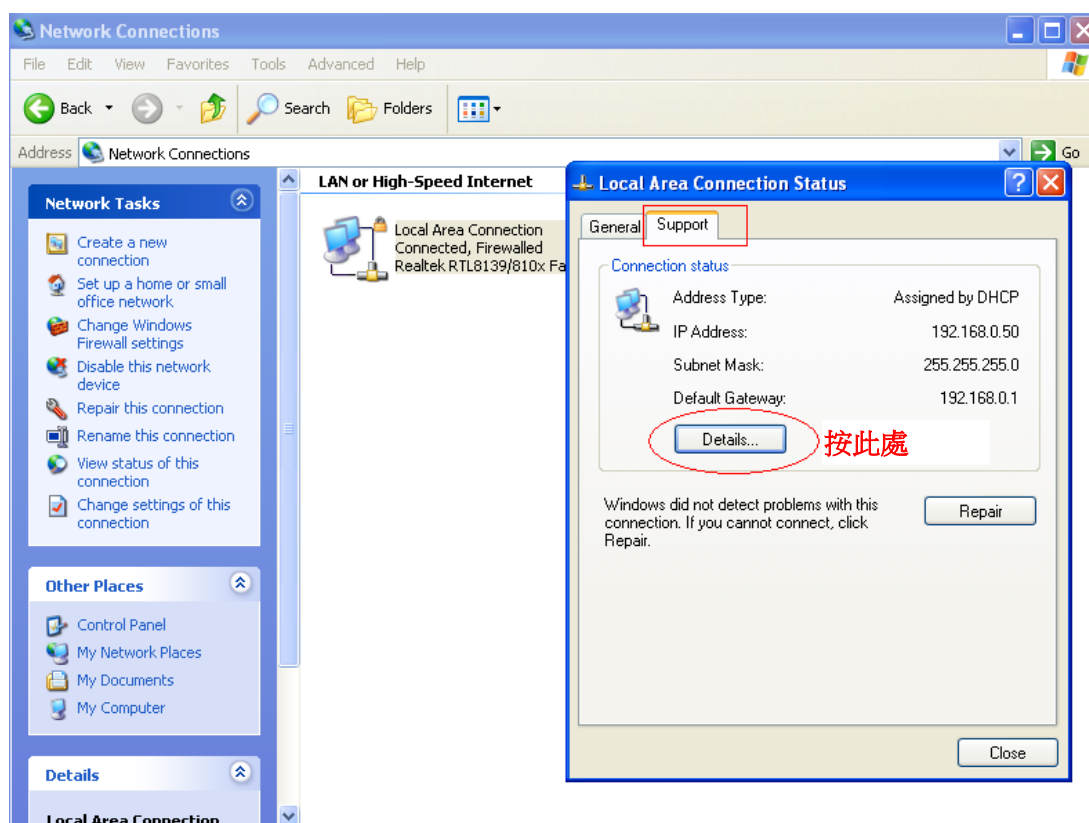 Network Connections
File Edit View Favorites Tools Advanced Help
Back Search Folders
Address Network Connections Go
Network Tasks
Create a new
connection
Set up a home or small
office network
Change Windows
Firewall settings
Disable this network
device
Repair this connection
Rename this connection
View status of this
connection
Change settings of this
connection
Other Places
Control Panel
My Network Places
My Documents
My Computer
Details
Local Area Connection
LAN or High-Speed Internet
Local Area Connection
Connected, Firewalled
Realtek RTL8139/810x Fa
Local Area Connection Status
General Support
Connection status
Address Type: Assigned by DHCP
IP Address: 192.168.0.50
Subnet Mask: 255.255.255.0
Default Gateway: 192.168.0.1
Details... 按此處
Windows did not detect problems with this
connection. If you cannot connect, click
Repair.
Repair
Close